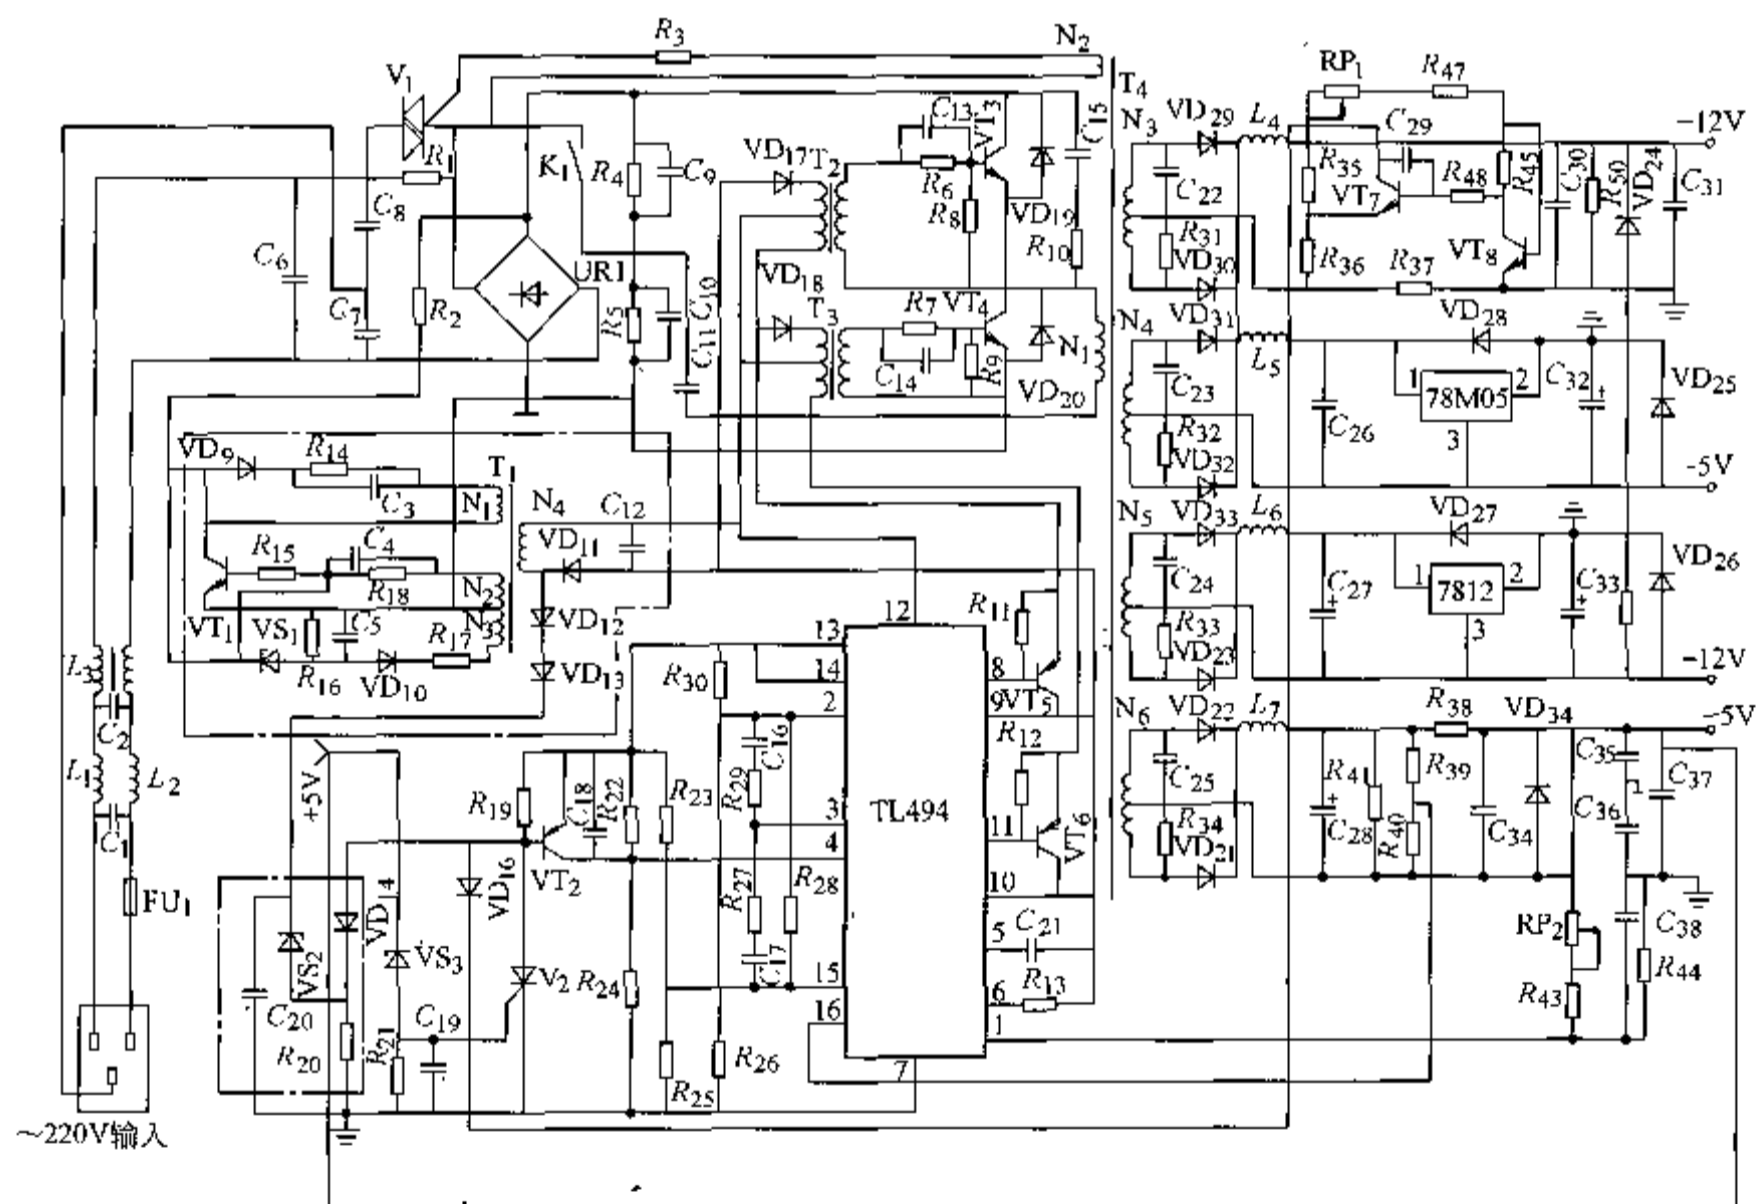 R3
N2
V1
T4
RP1
R47
C13
VT3
C15
N3
VD29
L4
C29
-12V
R1
K1
R4
C9
VD17
T2
R6
R8
VD19
R10
C22
R31
VD30
R35
VT7
R48
R45
C30
R50
VD24
C31
C8
C6
UR1
R36
R37
VT8
VD18
C7
R2
R5
C10
C11
T3
R7
VT4
C14
R9
VD20
N1
N4
VD31
L5
VD28
C23
R32
VD32
C26
1
78M05
2
3
C32
VD25
-5V
VD9
R14
C3
T1
N1
N4
C12
VD11
N5
VD33
L6
VD27
R15
C4
R18
N2
N3
C24
R33
VD23
C27
1
7812
2
3
C33
VD26
-12V
VT1
VS1
C5
R17
R16
VD10
VD12
VD13
L3
C2
L1
L2
C1
FU1
+5V
R19
C18
R22
R23
VT2
VD16
R30
C16
R29
R27
R28
C17
13
12
14
2
3
4
15
16
7
TL494
8
9
11
10
5
6
1
R11
VT5
R12
VT6
C21
R13
N6
VD22
L7
R38
VD34
-5V
C25
R34
VD21
C28
R41
R40
R39
C34
C35
C36
C37
1
RP2
C38
R43
R44
VD14
VS2
VS3
V2
R24
C20
C19
R20
R21
R25
R26
～220V输入